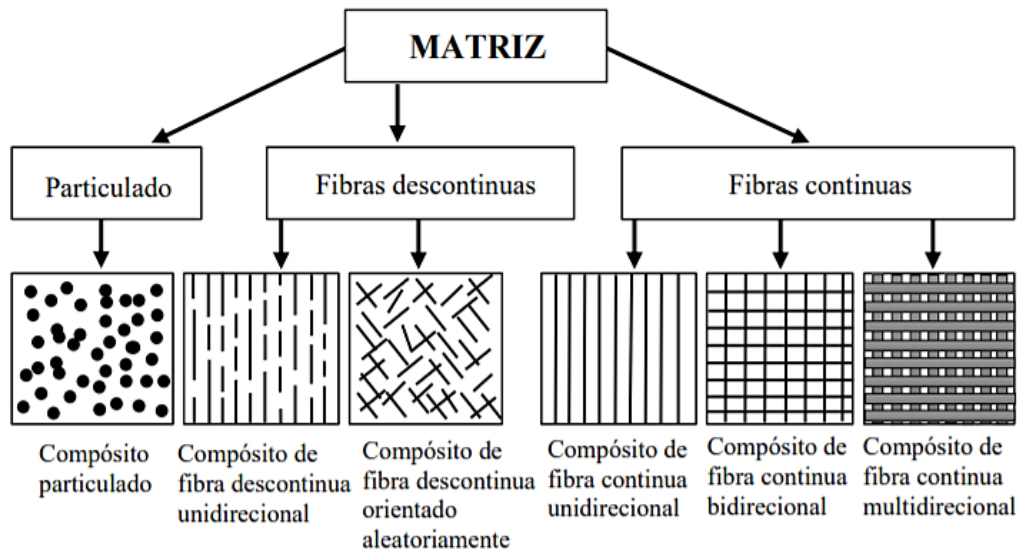 MATRIZ
Particulado
Fibras descontinuas
Fibras continuas
Compósito
particulado
Compósito de
fibra descontinua
unidirecional
Compósito de
fibra descontinua
orientado
aleatoriamente
Compósito de
fibra continua
unidirecional
Compósito de
fibra continua
bidirecional
Compósito de
fibra continua
multidirecional